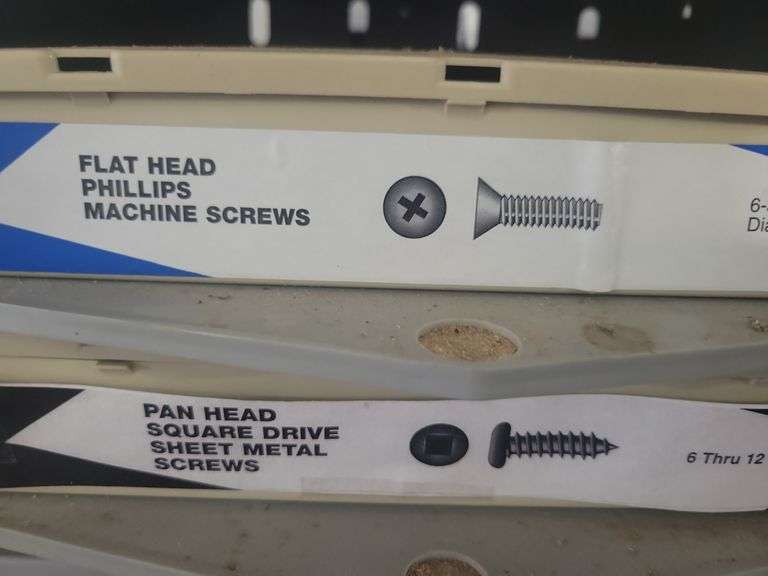 FLAT HEAD
PHILLIPS
MACHINE SCREWS
PAN HEAD
SQUARE DRIVE
SHEET METAL
SCREWS
6 Thru 12